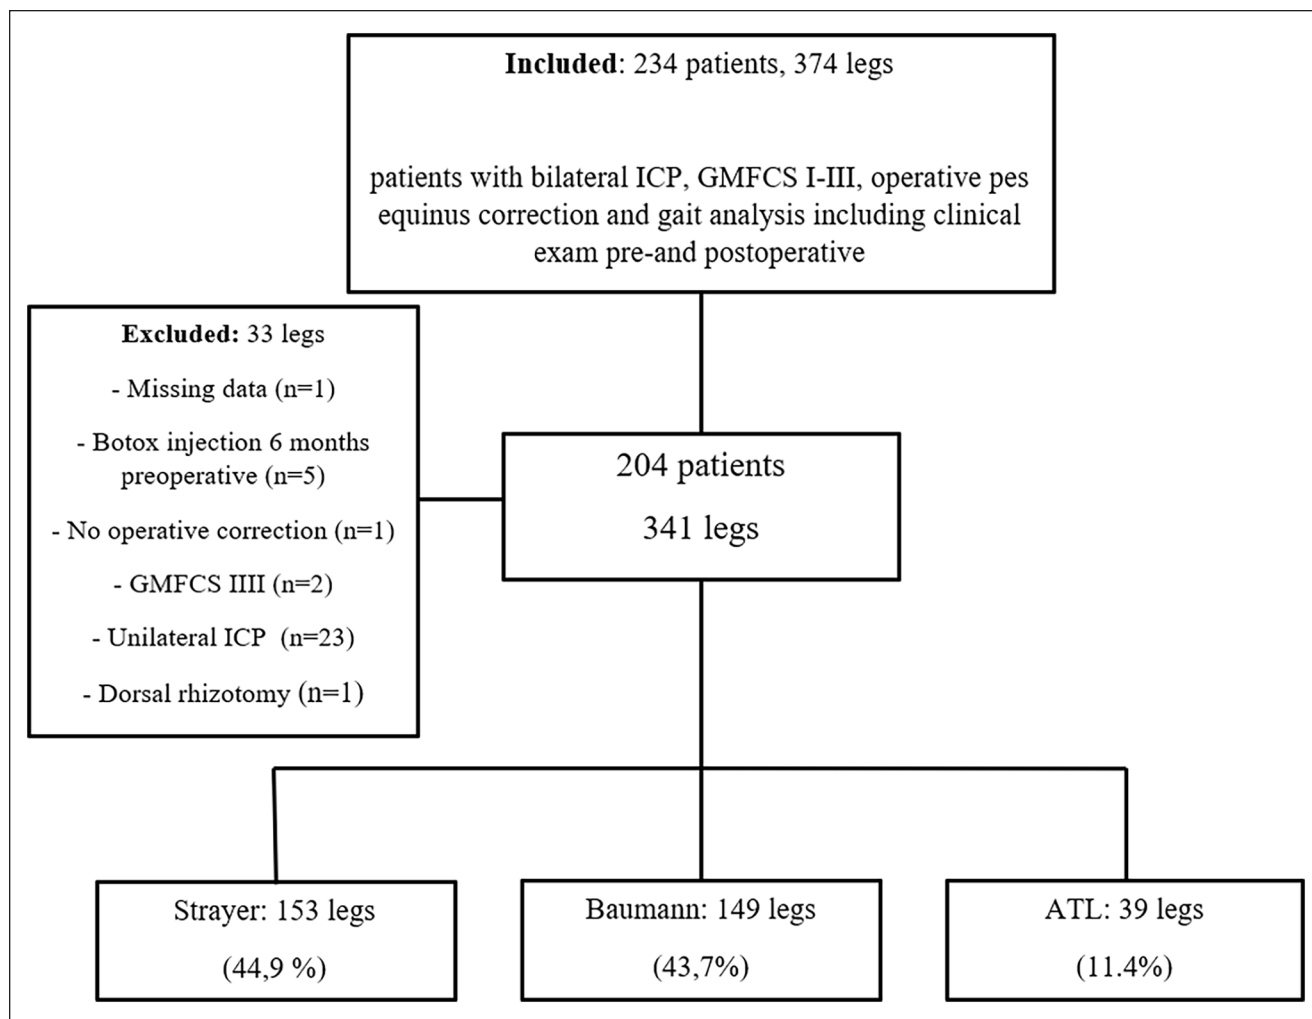 Included: 234 patients, 374 legs
patients with bilateral ICP, GMFCS I-III, operative pes
equinus correction and gait analysis including clinical
exam pre-and postoperative
Excluded: 33 legs
- Missing data (n=1)
- Botox injection 6 months
preoperative (n=5)
- No operative correction (n=1)
- GMFCS IIII (n=2)
- Unilateral ICP (n=23)
- Dorsal rhizotomy (n=1)
204 patients
341 legs
Strayer: 153 legs
(44,9 %)
Baumann: 149 legs
(43,7%)
ATL: 39 legs
(11.4%)